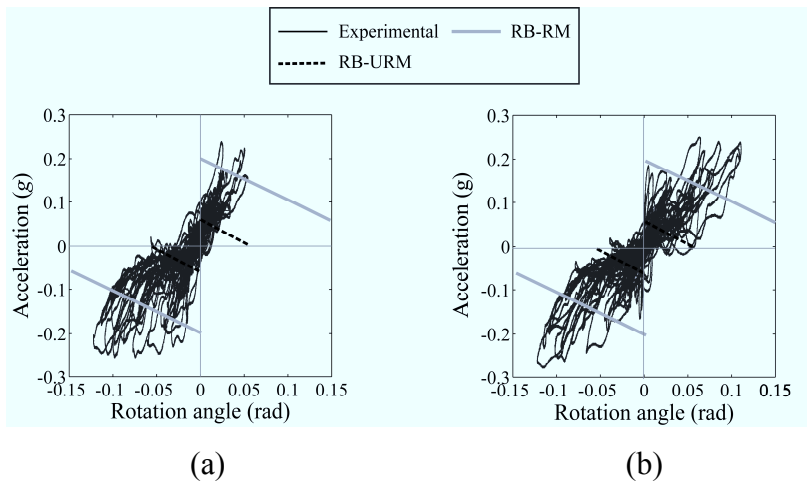 Experimental RB-RM
RB-URM
0.3 0.3
0.2 0.2
0.1 0.1
0 0
-0.1 -0.1
-0.2 -0.2
-0.3 -0.3
Acceleration (g) Acceleration (g)
-0.15 -0.1 -0.05 0 0.05 0.1 0.15 -0.15 -0.1 -0.05 0 0.05 0.1 0.15
Rotation angle (rad) Rotation angle (rad)
(a) (b)